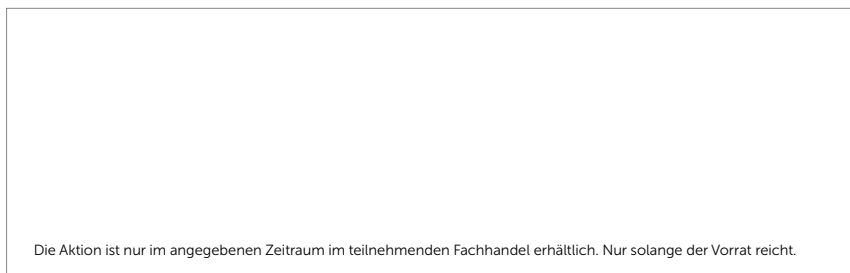 Die Aktion ist nur im angegebenen Zeitraum im teilnehmenden Fachhandel erhältlich. Nur solange der Vorrat reicht.